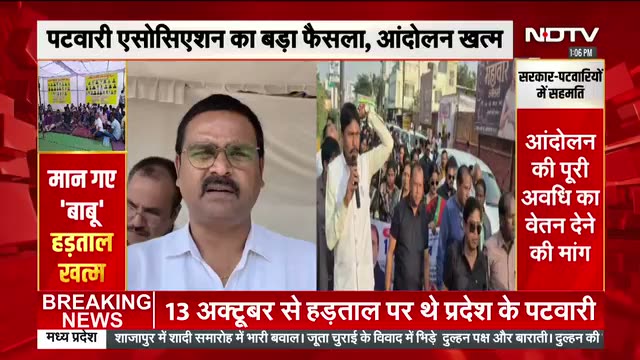 पटवारी एसोसिएशन का बड़ा फैसला, आंदोलन खत्म
NDTV
1:06 PM
सरकार-पटवारियों
में सहमति
मान गए
'बाबू'
हड़ताल
खत्म
आंदोलन
की पूरी
अवधि का
वेतन देने
की मांग
BREAKING
NEWS
13 अक्टूबर से हड़ताल पर थे प्रदेश के पटवारी
मध्य प्रदेश
शाजापुर में शादी समारोह में भारी बवाल। जूता चुराई के विवाद में भिड़े दुल्हन पक्ष और बाराती। दुल्हन की